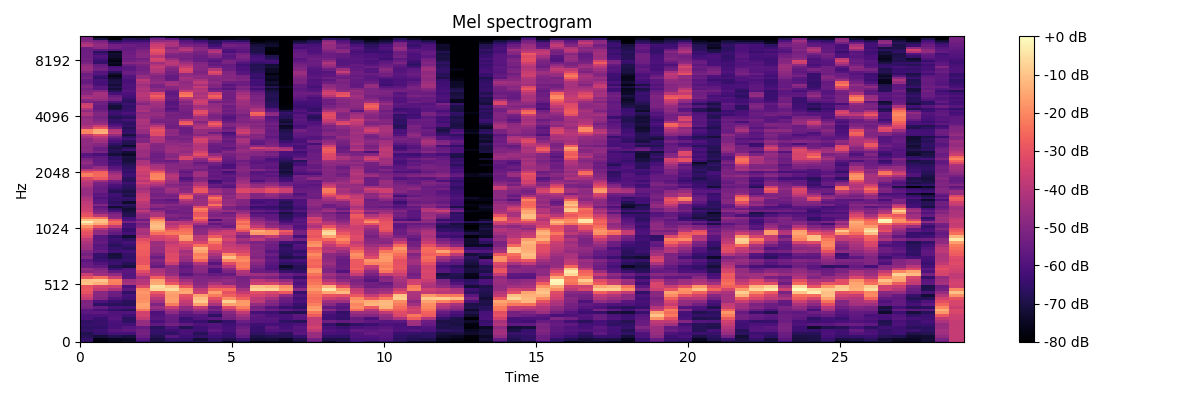 Mel spectrogram
8192
4096
2048
1024
512
0
Hz
0 5 10 15 20 25
Time
+0 dB
-10 dB
-20 dB
-30 dB
-40 dB
-50 dB
-60 dB
-70 dB
-80 dB